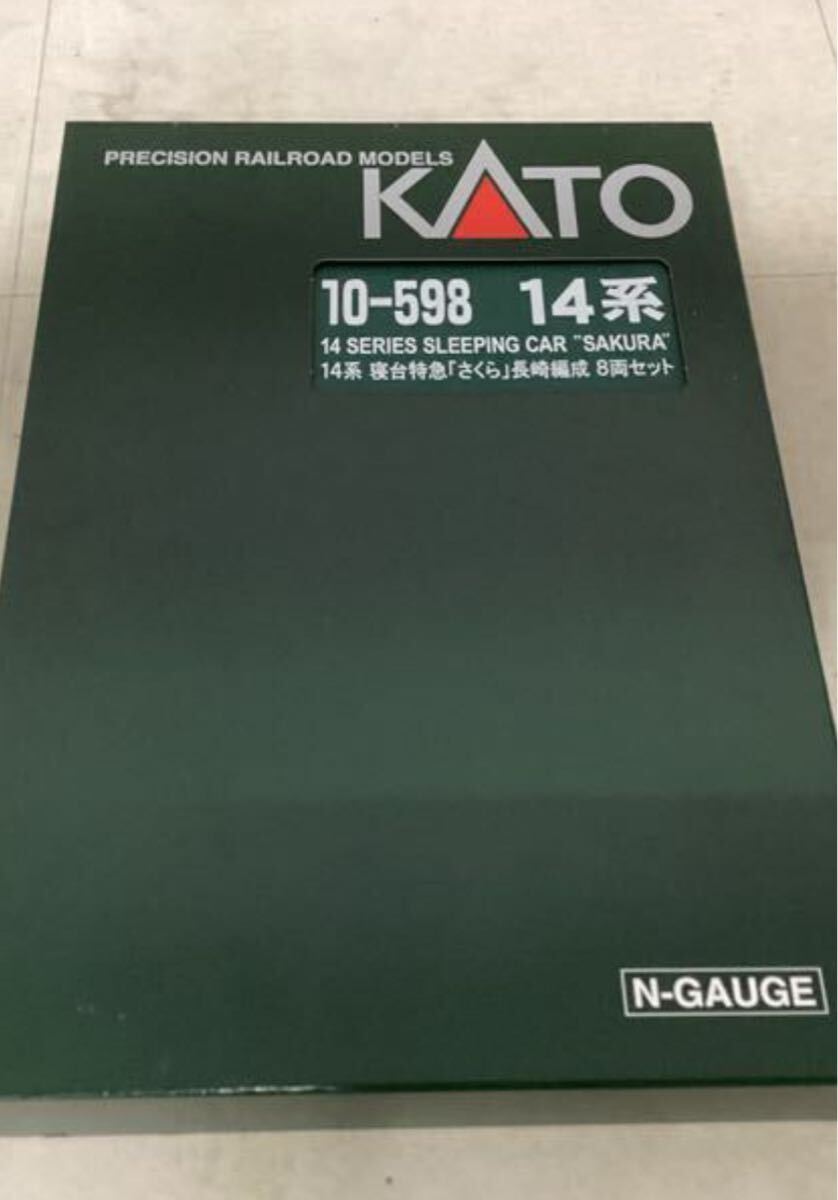 PRECISION RAILROAD MODELS
KATO
10-598 14系
14 SERIES SLEEPING CAR "SAKURA"
14系 寝台特急「さくら」長崎編成 8両セット
N-GAUGE